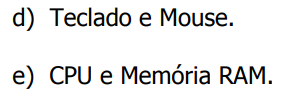 d) Teclado e Mouse.
e) CPU e Memória RAM.